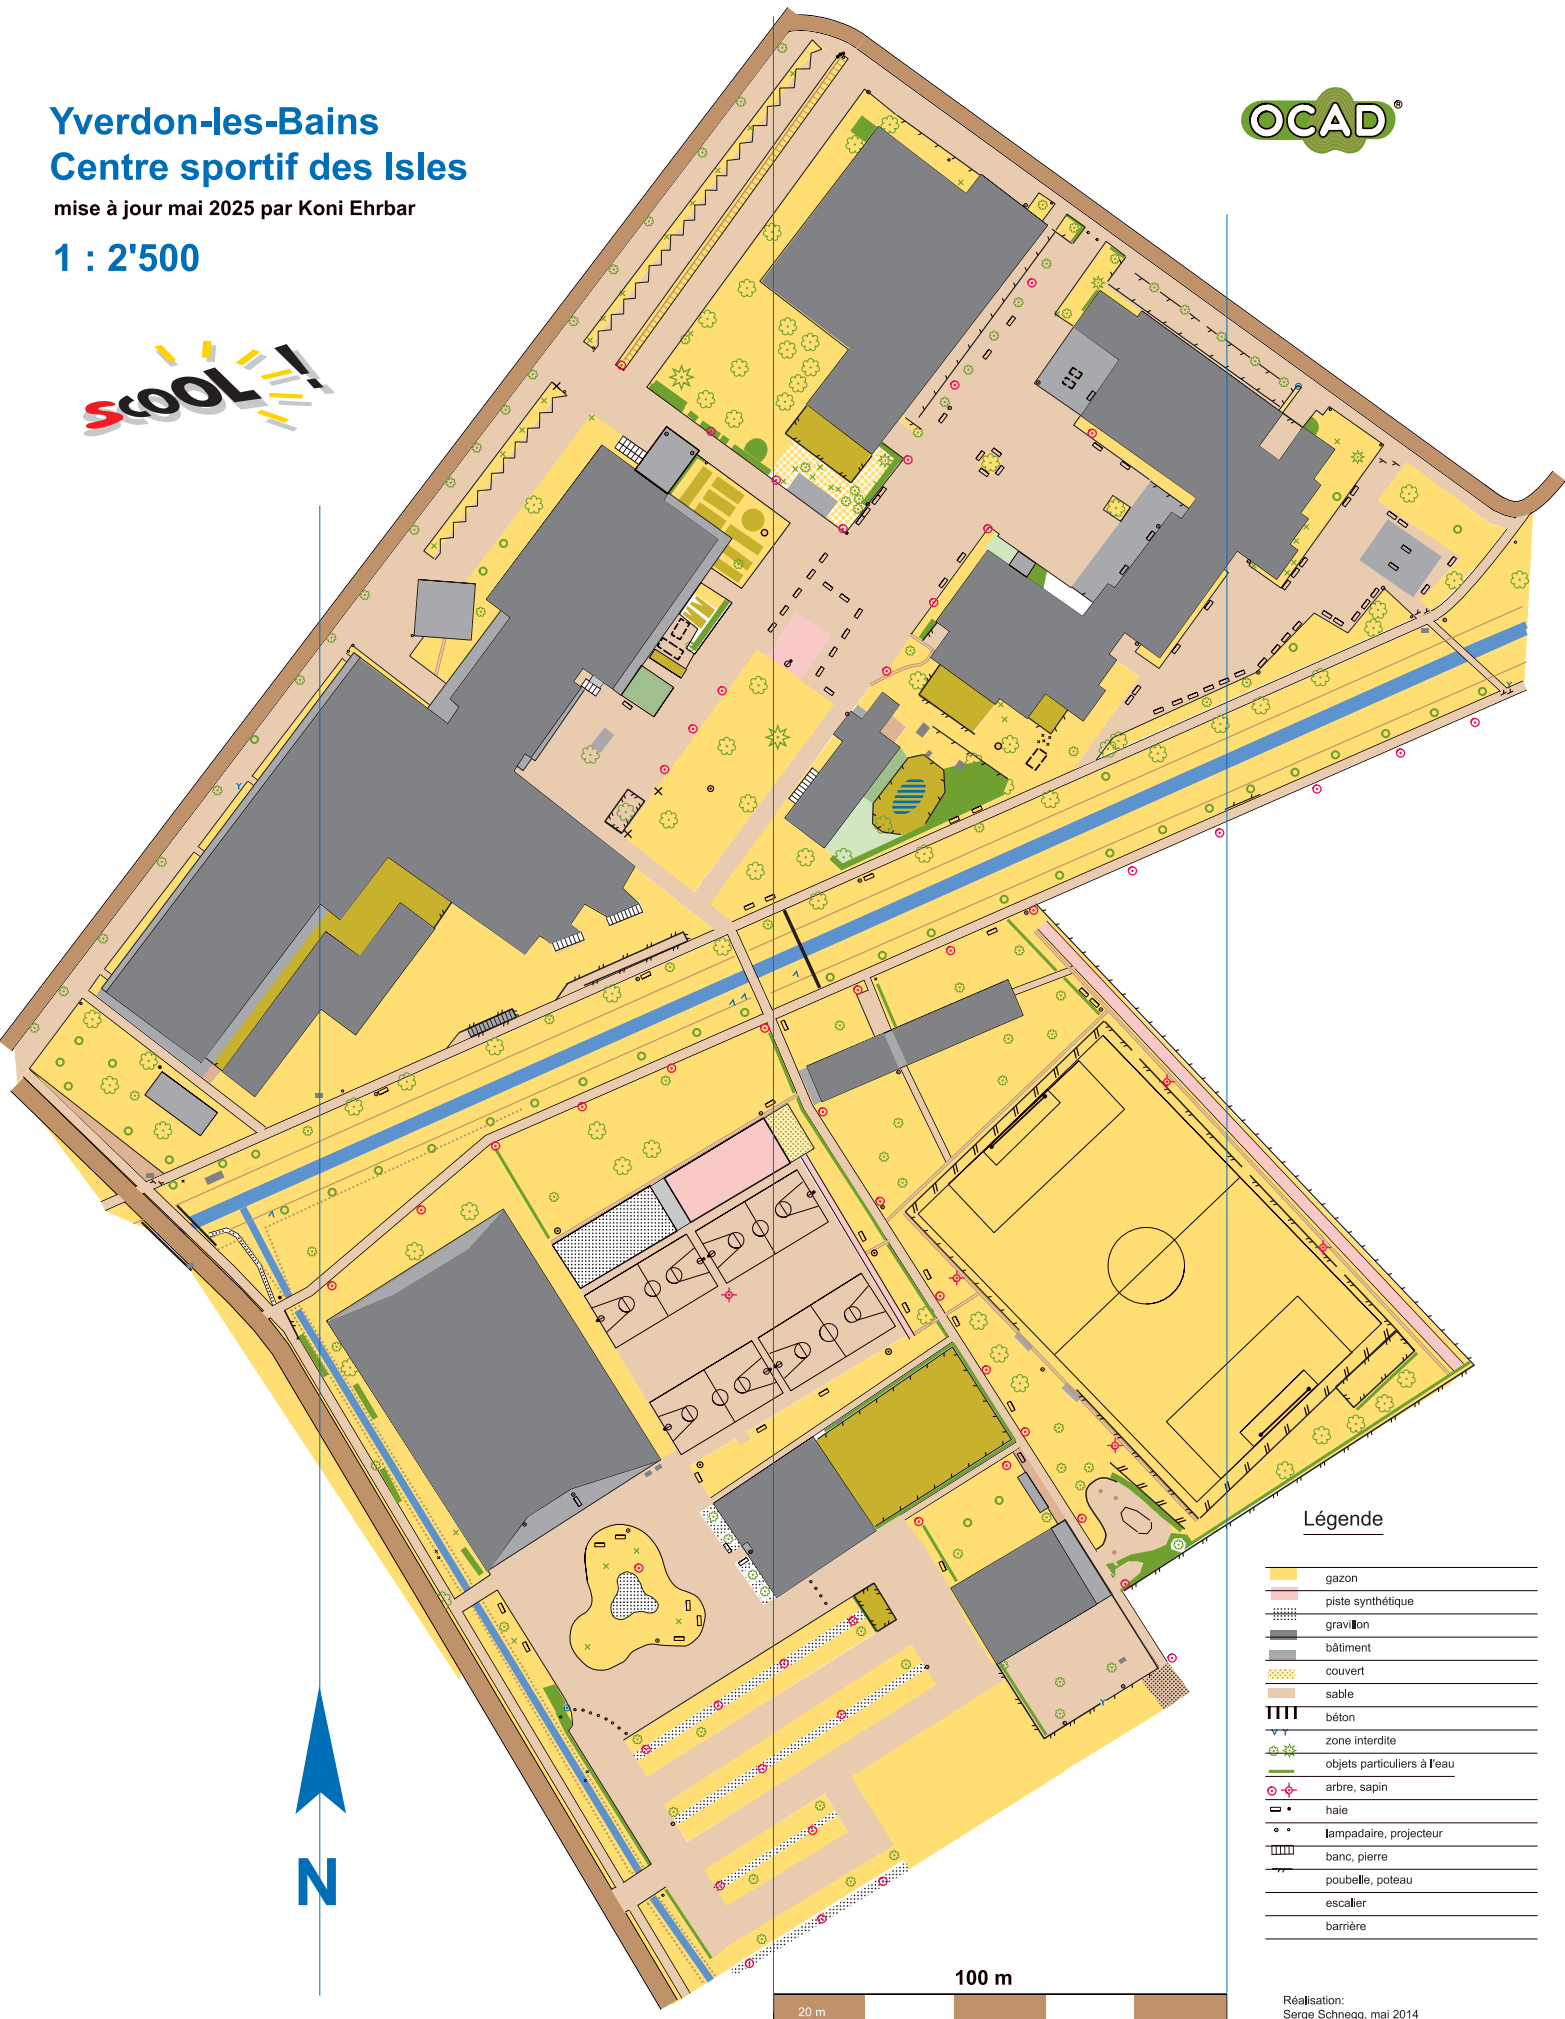 Yverdon-les-Bains
Centre sportif des Isles
mise à jour mai 2025 par Koni Ehrbar
1 : 2'500
OCAD®
SCOOL!
N
Légende
gazon
piste synthétique
gravillon
bâtiment
couvert
sable
béton
zone interdite
objets particuliers à l'eau
arbre, sapin
haie
lampadaire, projecteur
banc, pierre
poubelle, poteau
escalier
barrière
100 m
20 m
Réalisation:
Serge Schnegg, mai 2014